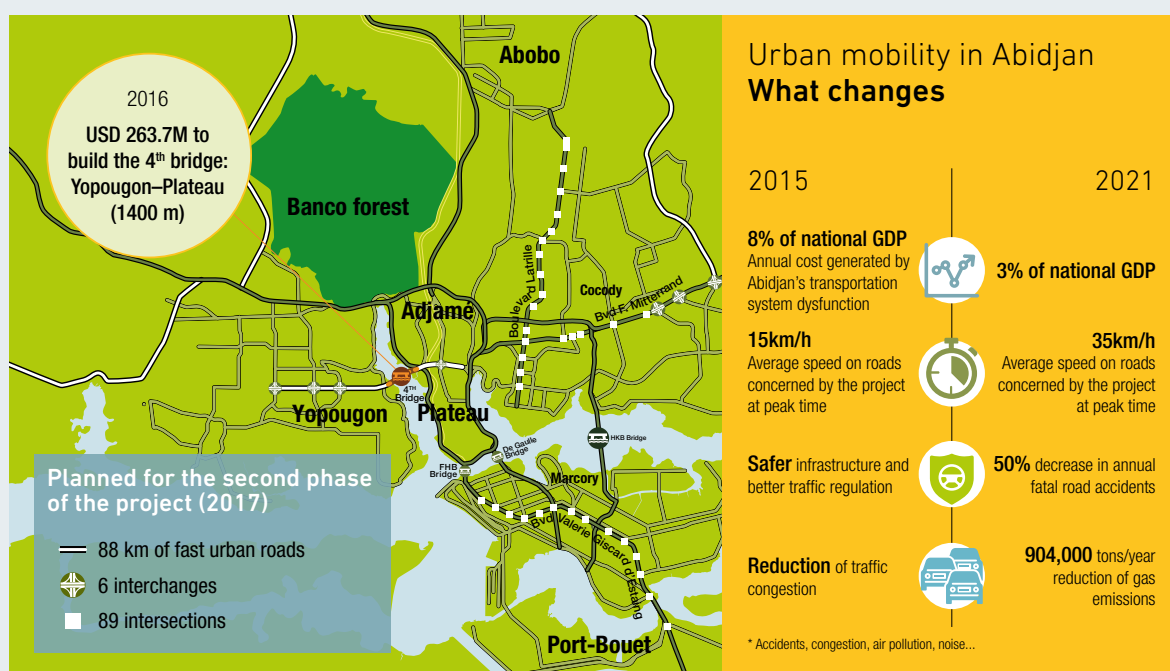 2016
USD 263.7M to
build the 4th bridge:
Yopougon–Plateau
(1400 m)
Abobo
Banco forest
Boulevard Latrille
Cocody
Bvd F. Mitterrand
Adjamé
4TH
Bridge
Yopougon
Plateau
De Gaulle
Bridge
HKB Bridge
FHB
Bridge
Marcory
Bvd Valerie Giscard d'Estaing
Port-Bouet
Planned for the second phase
of the project (2017)
88 km of fast urban roads
6 interchanges
89 intersections
Urban mobility in Abidjan
What changes
2015
2021
8% of national GDP
Annual cost generated by
Abidjan's transportation
system dysfunction
3% of national GDP
15km/h
Average speed on roads
concerned by the project
at peak time
35km/h
Average speed on roads
concerned by the project
at peak time
Safer infrastructure and
better traffic regulation
50% decrease in annual
fatal road accidents
Reduction of traffic
congestion
904,000 tons/year
reduction of gas
emissions
* Accidents, congestion, air pollution, noise...